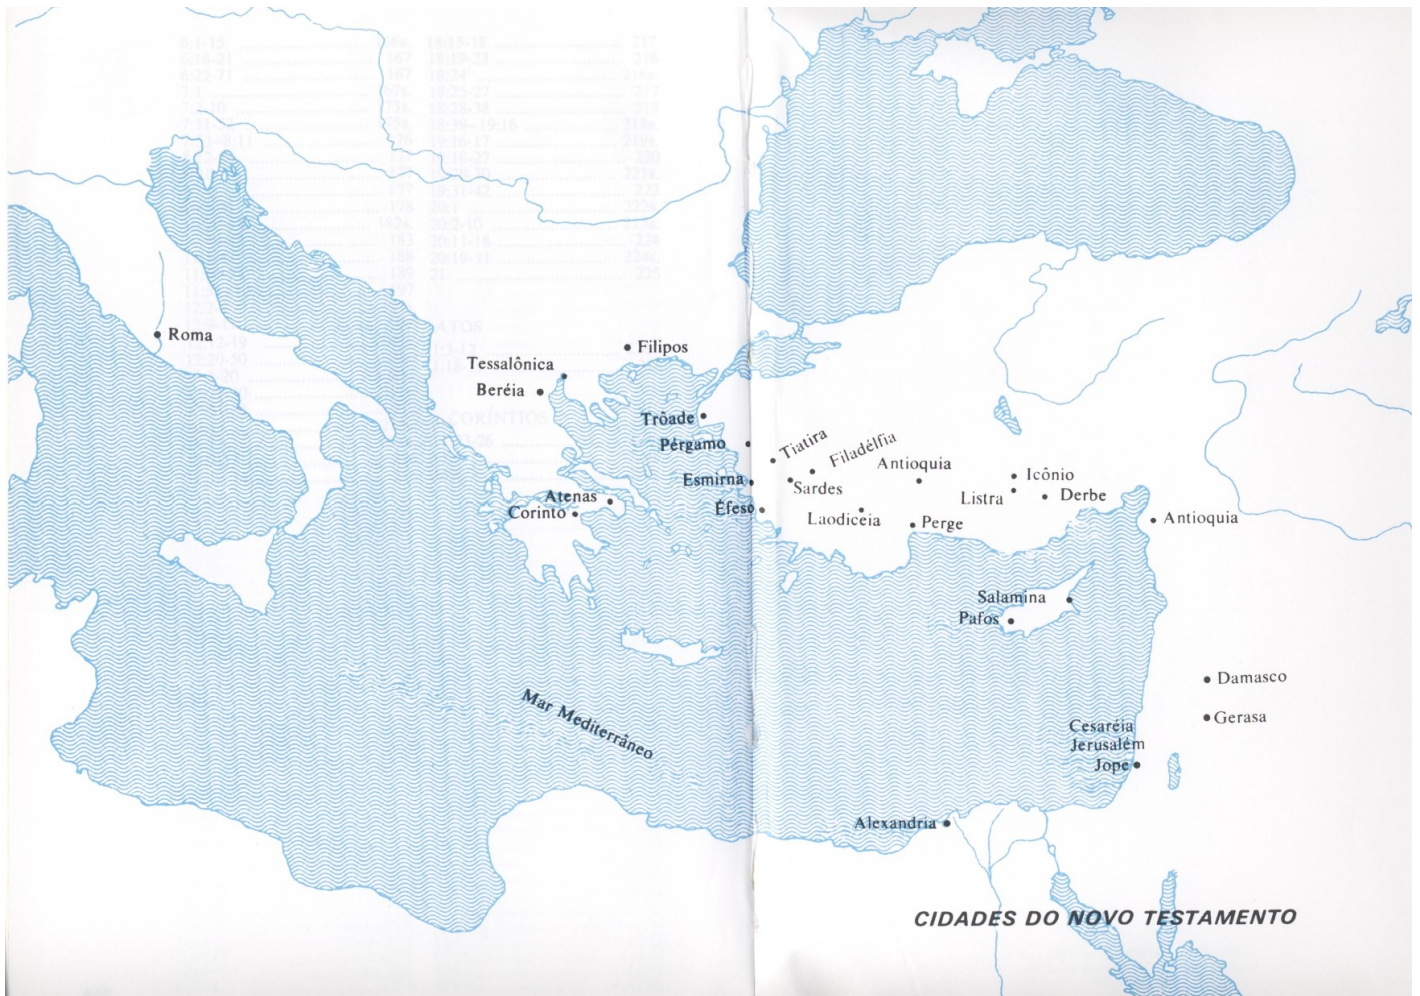 Roma
Filipos
Tessalônica
Beréia
Trôade
Pérgamo
Tiatira
Filadélfia
Antioquia
Icônio
Esmirna
Sardes
Listra
Derbe
Atenas
Corinto
Éfeso
Laodicéia
Perge
Antioquia
Salamina
Pafos
Damasco
Mar Mediterrâneo
Gerasa
Cesaréia
Jerusalém
Jope
Alexandria
CIDADES DO NOVO TESTAMENTO